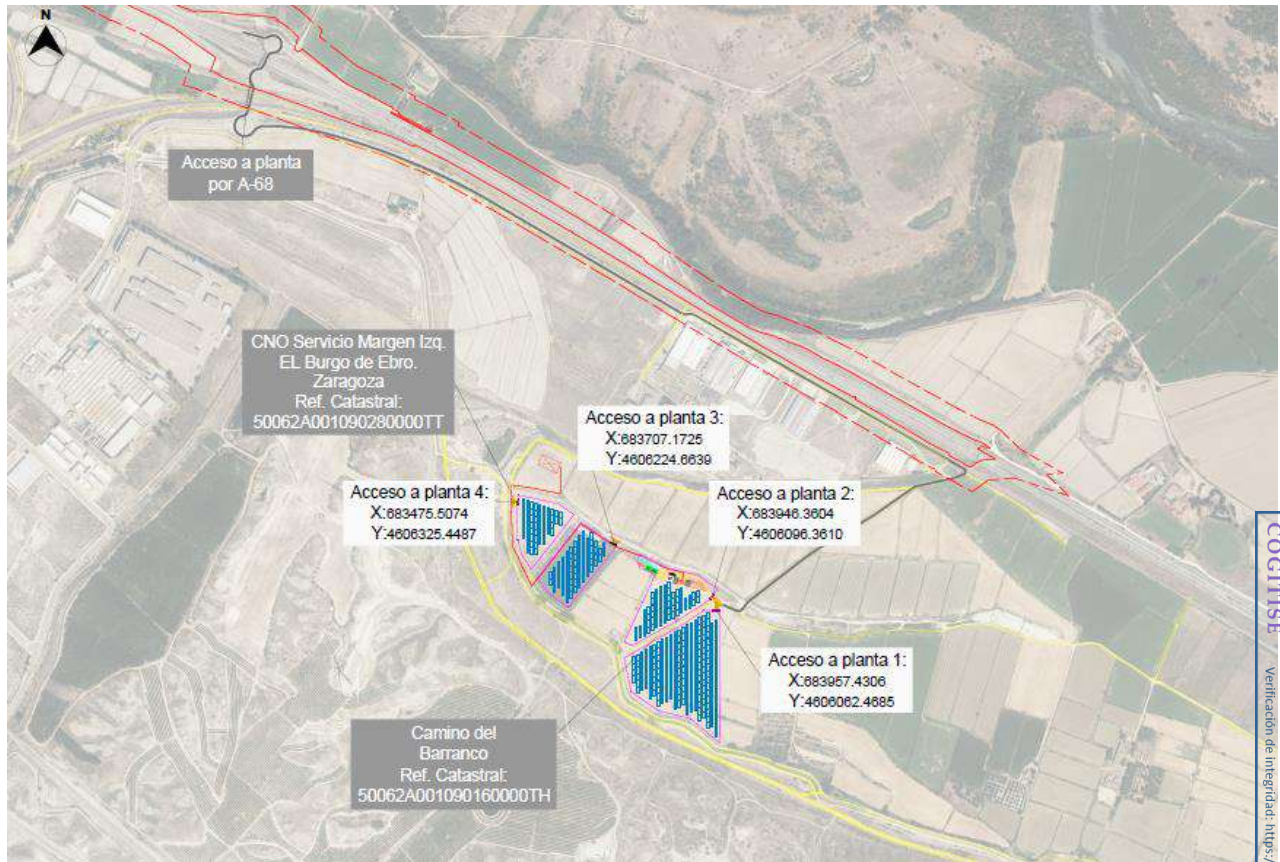 N
Acceso a planta
por A-68
CNO Servicio Margen Izq.
EL Burgo de Ebro.
Zaragoza
Ref. Catastral:
50062A001090280000TT
Acceso a planta 3:
X:683707.1725
Y:4606224.6639
Acceso a planta 4:
X:683475.5074
Y:4606325.4487
Acceso a planta 2:
X:683946.3604
Y:4606096.3610
Acceso a planta 1:
X:683957.4306
Y:4606062.4685
Camino del
Barranco
Ref. Catastral:
50062A001090160000TH
COGITISE
Verificación de integridad: https:/